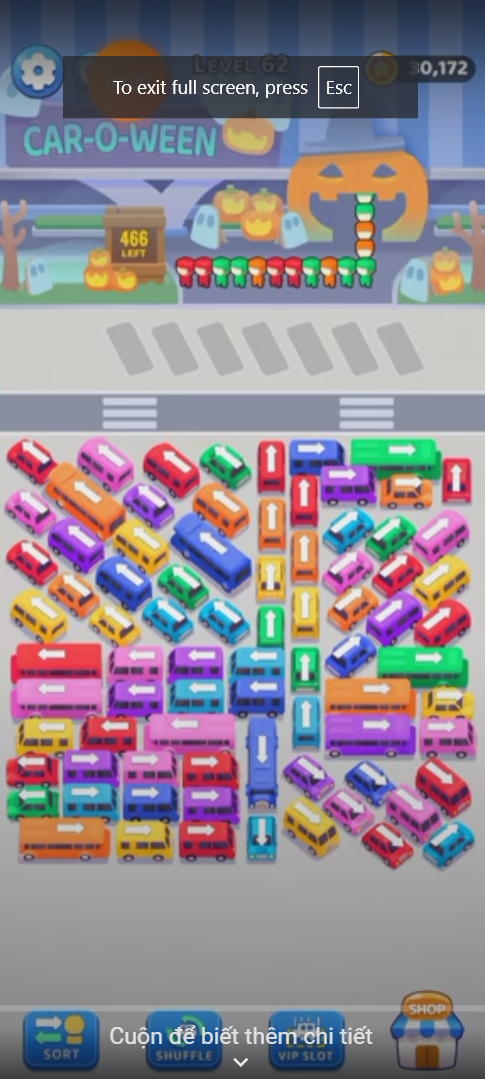 LEVEL 62
30,172
To exit full screen, press Esc
CAR-O-WEEN
466
LEFT
SHOP
Cuộn để biết thêm chi tiết
SORT
SHUFFLE
VIP SLOT